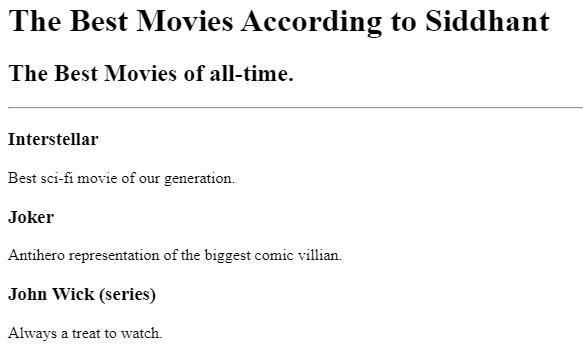 The Best Movies According to Siddhant
The Best Movies of all-time.
Interstellar
Best sci-fi movie of our generation.
Joker
Antihero representation of the biggest comic villian.
John Wick (series)
Always a treat to watch.